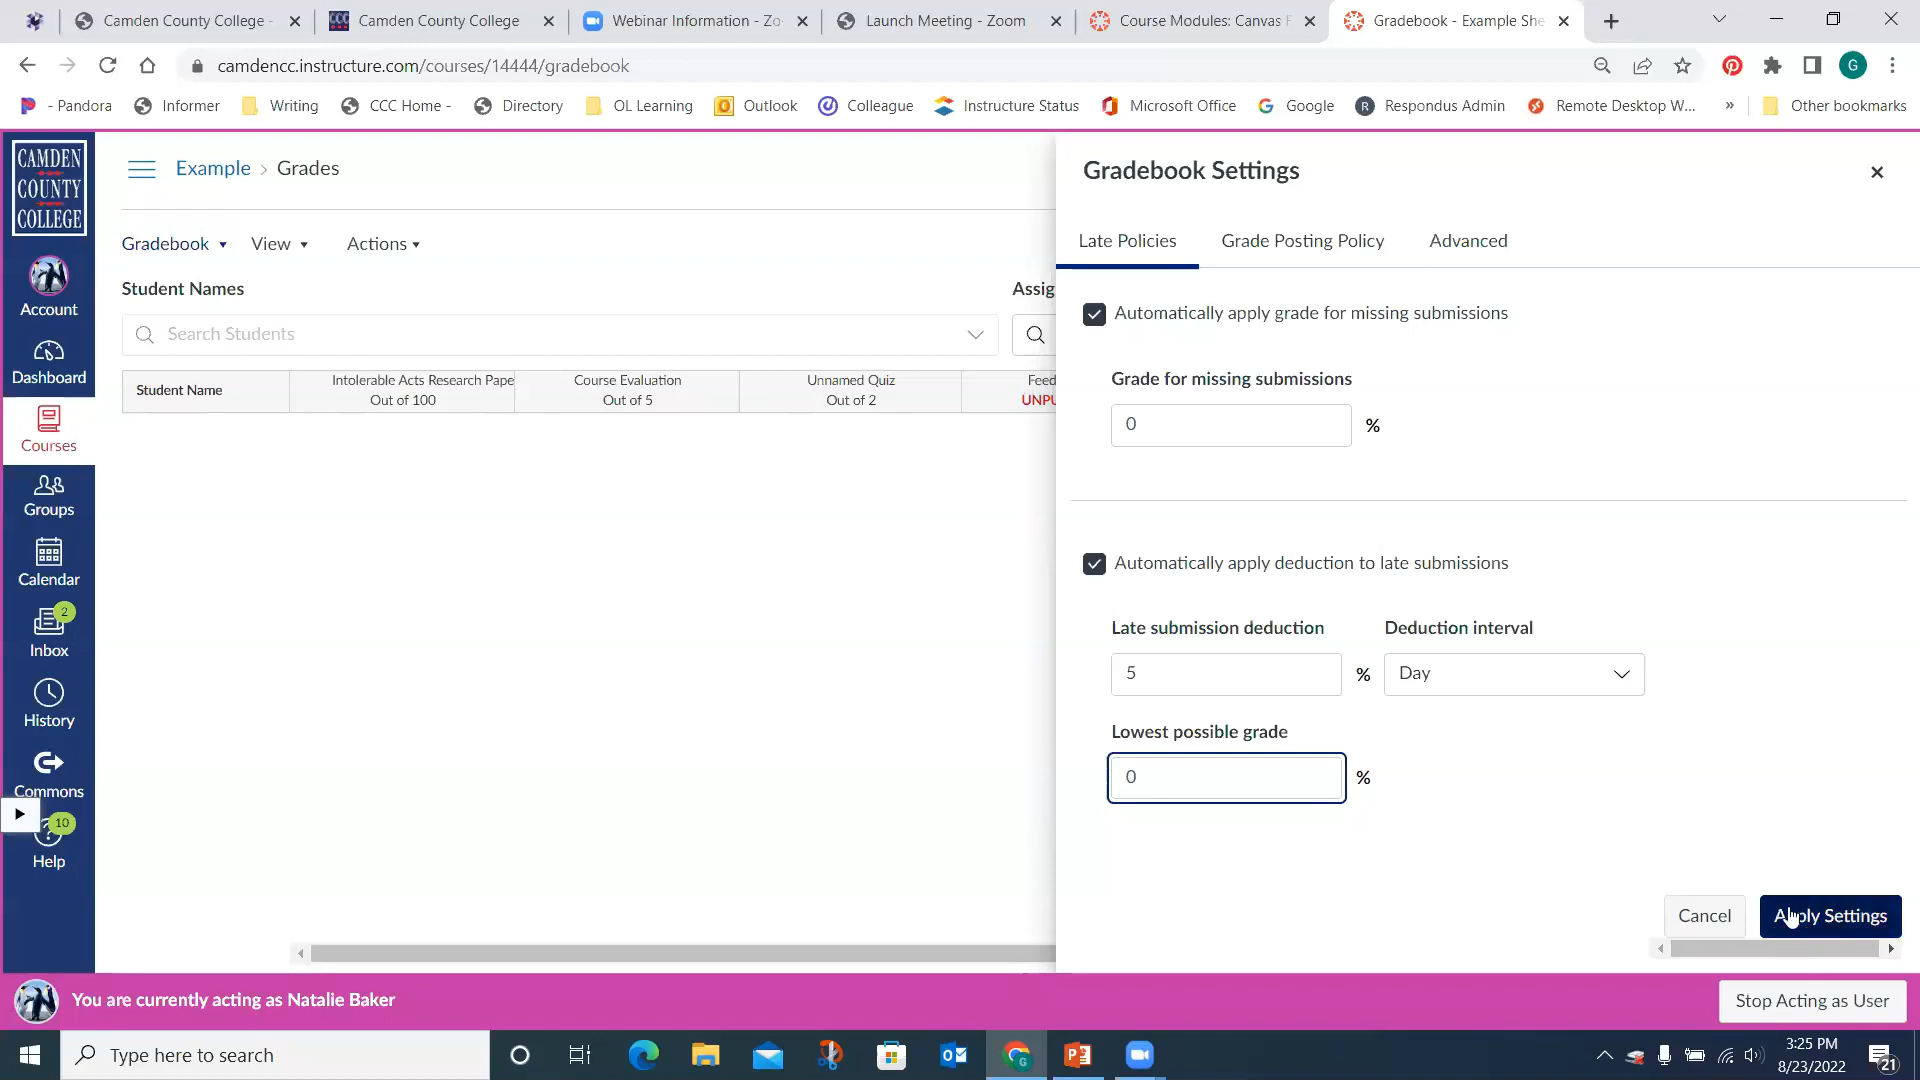 Camden County College -
Camden County College
Webinar Information - Zo
Launch Meeting - Zoom
Course Modules: Canvas F
Gradebook - Example She
camdencc.instructure.com/courses/14444/gradebook
G
- Pandora
Informer
Writing
CCC Home -
Directory
OL Learning
Outlook
Colleague
Instructure Status
Microsoft Office
Google
Respondus Admin
Remote Desktop W...
»
Other bookmarks
CAMDEN
COUNTY
COLLEGE
Account
Dashboard
Courses
Groups
Calendar
2
Inbox
History
Commons
10
Help
Example > Grades
Gradebook
View
Actions
Student Names
Assig
Search Students
Student Name
Intolerable Acts Research Pape
Out of 100
Course Evaluation
Out of 5
Unnamed Quiz
Out of 2
Feed
UNPU
Gradebook Settings
Late Policies
Grade Posting Policy
Advanced
Automatically apply grade for missing submissions
Grade for missing submissions
0 %
Automatically apply deduction to late submissions
Late submission deduction
Deduction interval
5 %
Day
Lowest possible grade
0 %
Cancel
Apply Settings
You are currently acting as Natalie Baker
Stop Acting as User
Type here to search
3:25 PM
8/23/2022
21